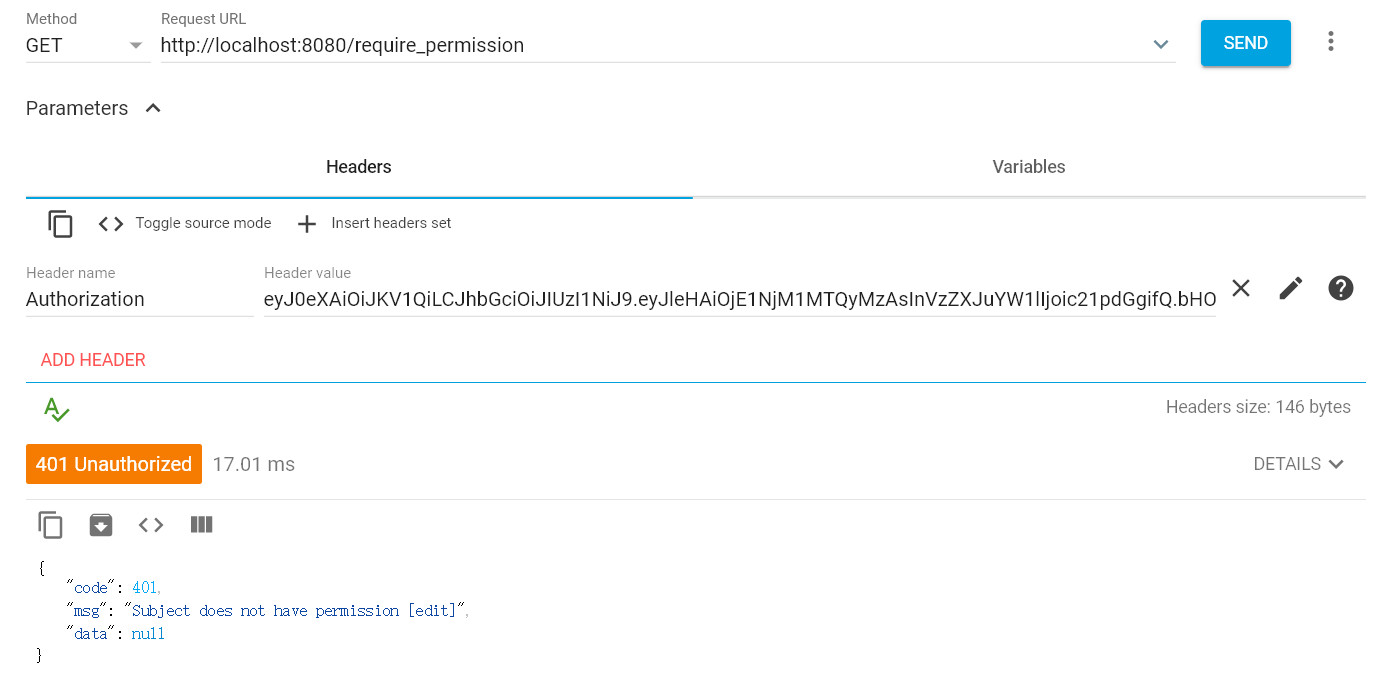 Method Request URL
GET http://localhost:8080/require_permission SEND
Parameters
Headers Variables
Toggle source mode Insert headers set
Header name Header value
Authorization eyJ0eXAiOiJKV1QiLCJhbGciOiJIUzI1NiJ9.eyJleHAiOjE1NjM1MTQyMzAsInVzZXJuYW1lIjoic21pdGgifQ.bHO
ADD HEADER
Headers size: 146 bytes
401 Unauthorized 17.01 ms DETAILS
{
"code": 401,
"msg": "Subject does not have permission [edit]",
"data": null
}